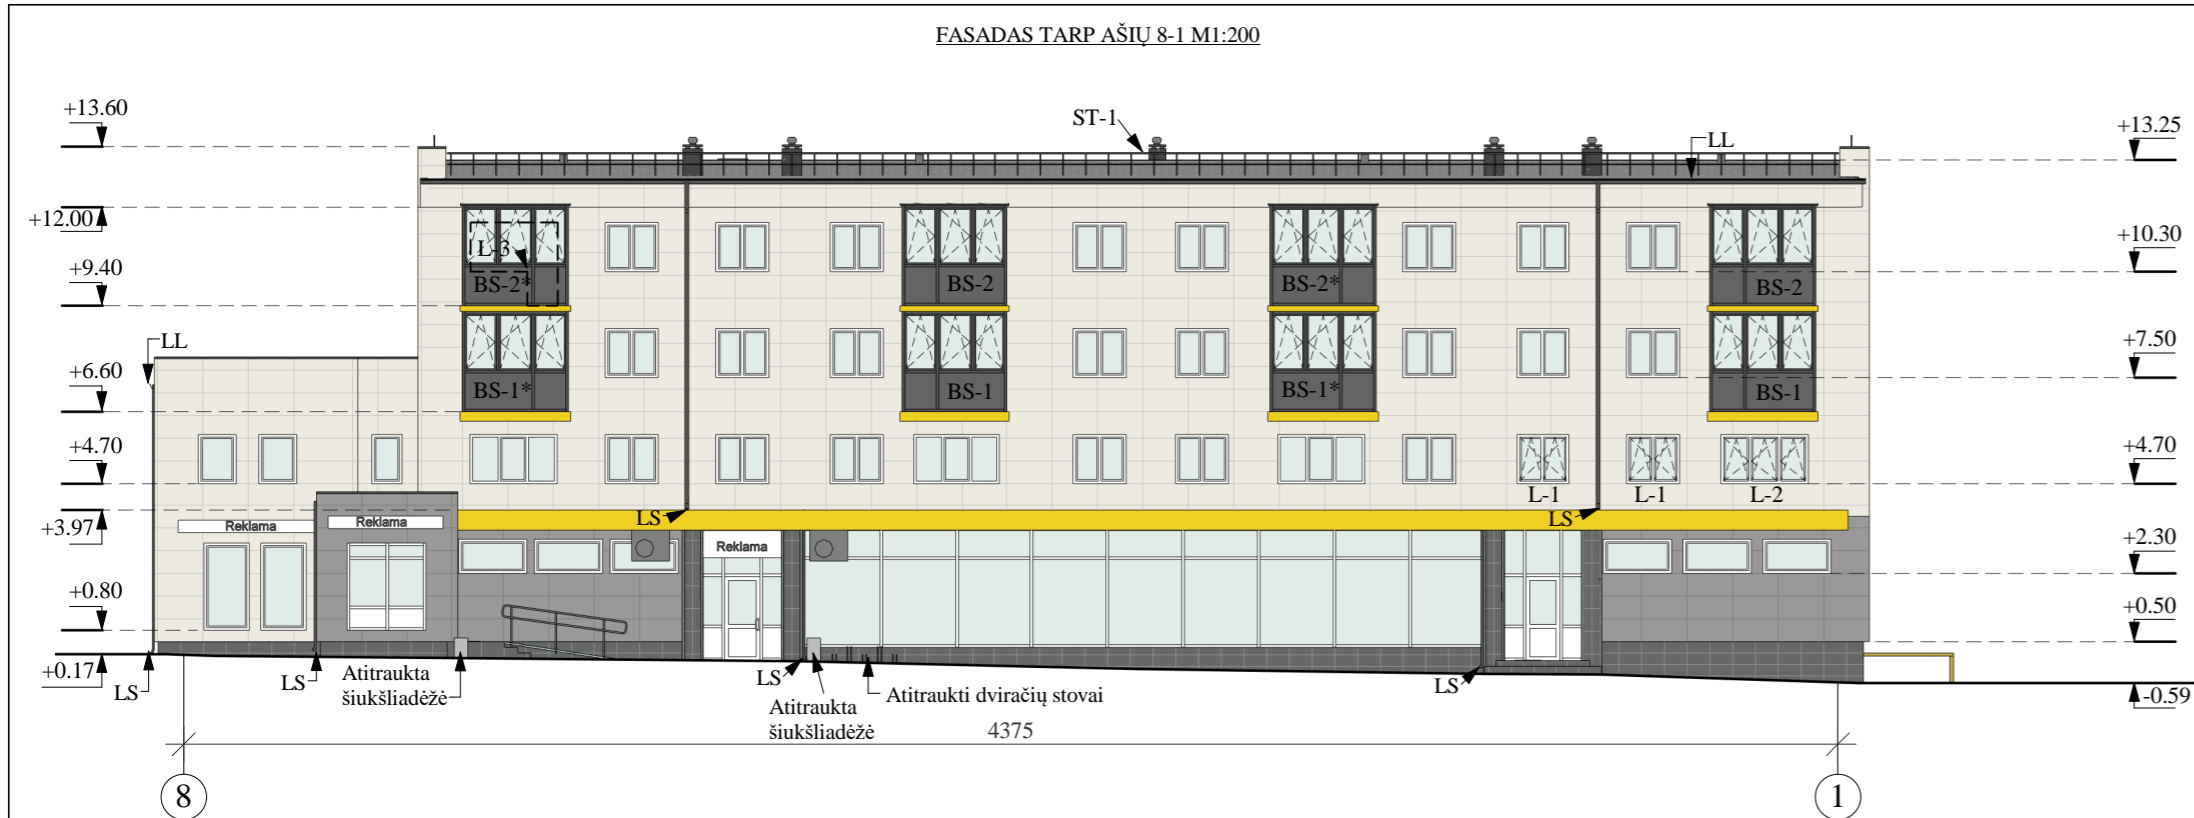 FASADAS TARP AŠIŲ 8-1 M1:200
+13.60
ST-1
LL
+13.25
+12.00
L-3
+10.30
+9.40
BS-2*
BS-2
BS-2*
BS-2
LL
+7.50
+6.60
BS-1*
BS-1
BS-1*
BS-1
+4.70
+4.70
L-1
L-1
L-2
+3.97
Reklama
Reklama
LS
LS
Reklama
+2.30
+0.80
+0.50
+0.17
LS
LS
Atitraukta
šiukšliadėžė
LS
Atitraukta
šiukšliadėžė
Atitraukti dviračių stovai
LS
-0.59
4375
8
1